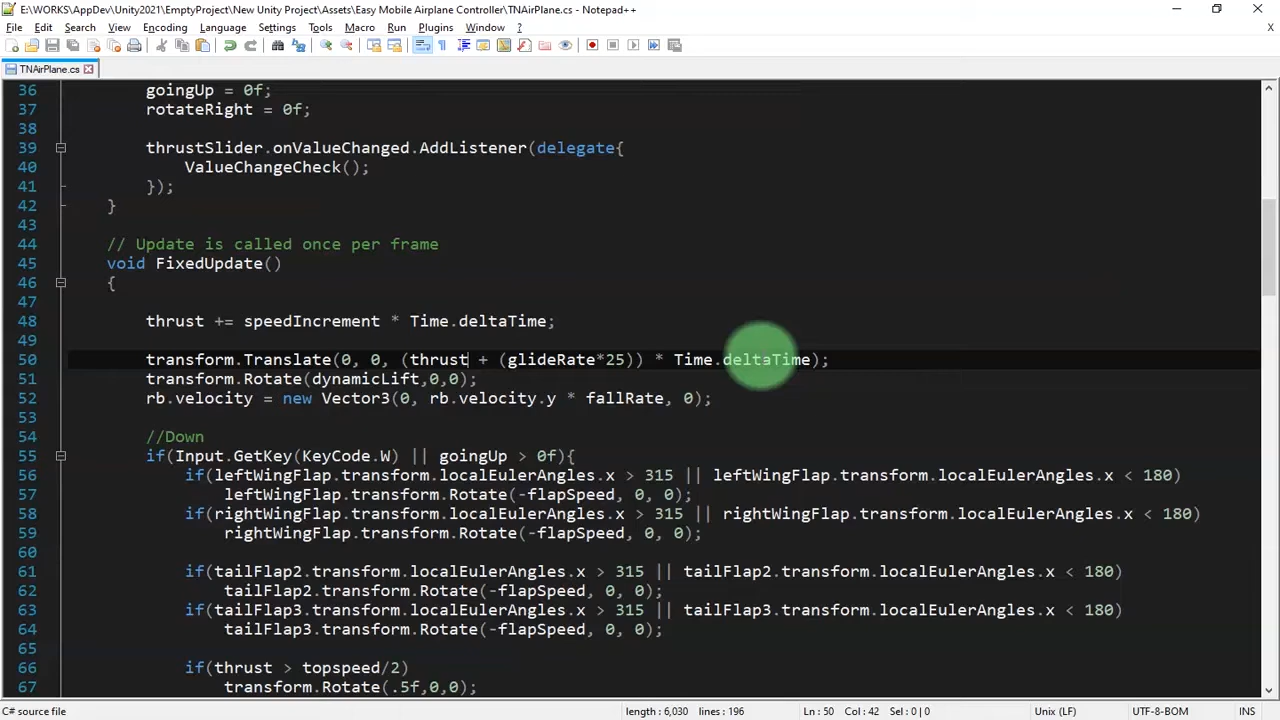 E:\WORKS\AppDev\Unity2021\EmptyProject\New Unity Project\Assets\Easy Mobile Airplane Controller\TNAirPlane.cs - Notepad++
File Edit Search View Encoding Language Settings Tools Macro Run Plugins Window ? X
TNAirPlane.cs
36 goingUp = 0f;
37 rotateRight = 0f;
38
39 thrustSlider.onValueChanged.AddListener(delegate{
40 ValueChangeCheck();
41 });
42 }
43
44 // Update is called once per frame
45 void FixedUpdate()
46 {
47
48 thrust += speedIncrement * Time.deltaTime;
49
50 transform.Translate(0, 0, (thrust + (glideRate*25)) * Time.deltaTime);
51 transform.Rotate(dynamicLift,0,0);
52 rb.velocity = new Vector3(0, rb.velocity.y * fallRate, 0);
53
54 //Down
55 if(Input.GetKey(KeyCode.W) || goingUp > 0f){
56 if(leftWingFlap.transform.localEulerAngles.x > 315 || leftWingFlap.transform.localEulerAngles.x < 180)
57 leftWingFlap.transform.Rotate(-flapSpeed, 0, 0);
58 if(rightWingFlap.transform.localEulerAngles.x > 315 || rightWingFlap.transform.localEulerAngles.x < 180)
59 rightWingFlap.transform.Rotate(-flapSpeed, 0, 0);
60
61 if(tailFlap2.transform.localEulerAngles.x > 315 || tailFlap2.transform.localEulerAngles.x < 180)
62 tailFlap2.transform.Rotate(-flapSpeed, 0, 0);
63 if(tailFlap3.transform.localEulerAngles.x > 315 || tailFlap3.transform.localEulerAngles.x < 180)
64 tailFlap3.transform.Rotate(-flapSpeed, 0, 0);
65
66 if(thrust > topspeed/2)
67 transform.Rotate(.5f,0,0);
C# source file length : 6,030 lines : 196 Ln : 50 Col : 42 Sel : 0 | 0 Unix (LF) UTF-8-BOM INS